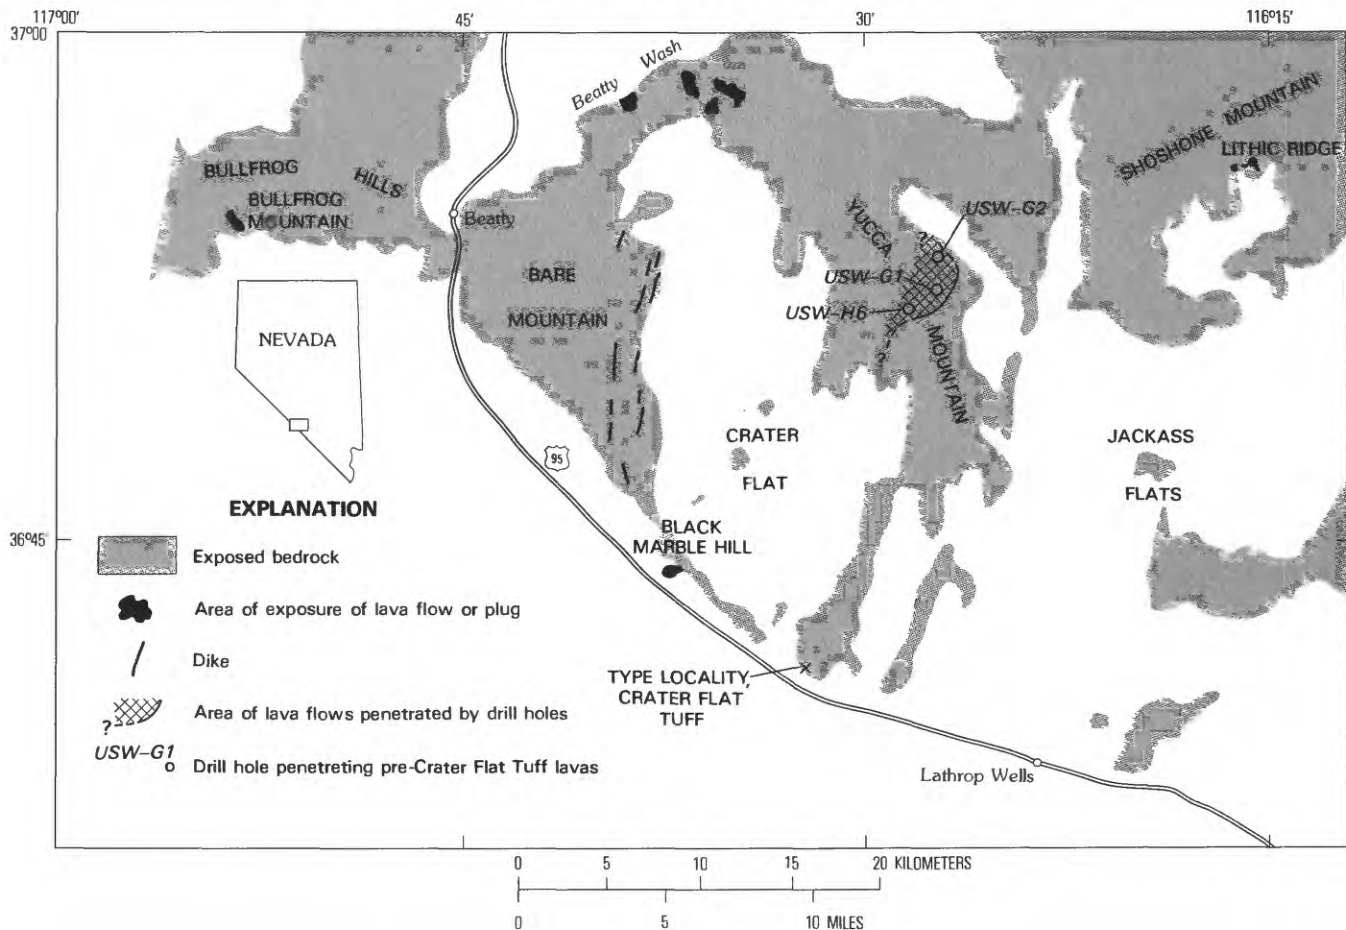 117°00'
45'
30'
116°15'
37°00
36°45'
Beatty Wash
BULLFROG
HILLS
BULLFROG
MOUNTAIN
Beatty
BARE
MOUNTAIN
SHOSHONE MOUNTAIN
LITHIC RIDGE
YUCCA
MOUNTAIN
?
USW-G2
USW-G1
USW-H6
NEVADA
95
CRATER
FLAT
JACKASS
FLATS
BLACK
MARBLE HILL
TYPE LOCALITY,
CRATER FLAT
TUFF
Lathrop Wells
EXPLANATION
Exposed bedrock
Area of exposure of lava flow or plug
Dike
? Area of lava flows penetrated by drill holes
USW-G1
Drill hole penetreting pre-Crater Flat Tuff lavas
0 5 10 15 20 KILOMETERS
0 5 10 MILES